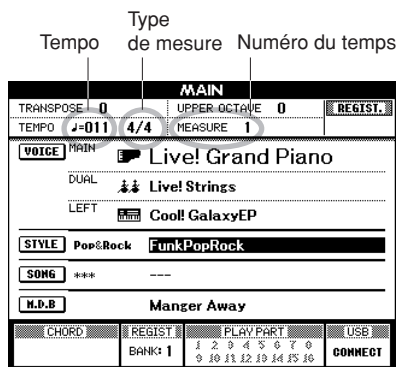 Type
Tempo de mesure Numéro du temps
MAIN
TRANSPOSE 0 UPPER OCTAVE 0 REGIST.
TEMPO ♩=011 4/4 MEASURE 1
VOICE MAIN Live! Grand Piano
DUAL Live! Strings
LEFT Cool! GalaxyEP
STYLE Pop&Rock FunkPopRock
SONG *** ---
M.D.B Manger Away
CHORD REGIST PLAY PART USB
BANK: 1 1 2 3 4 5 6 7 8 CONNECT
9 10 11 12 13 14 15 16